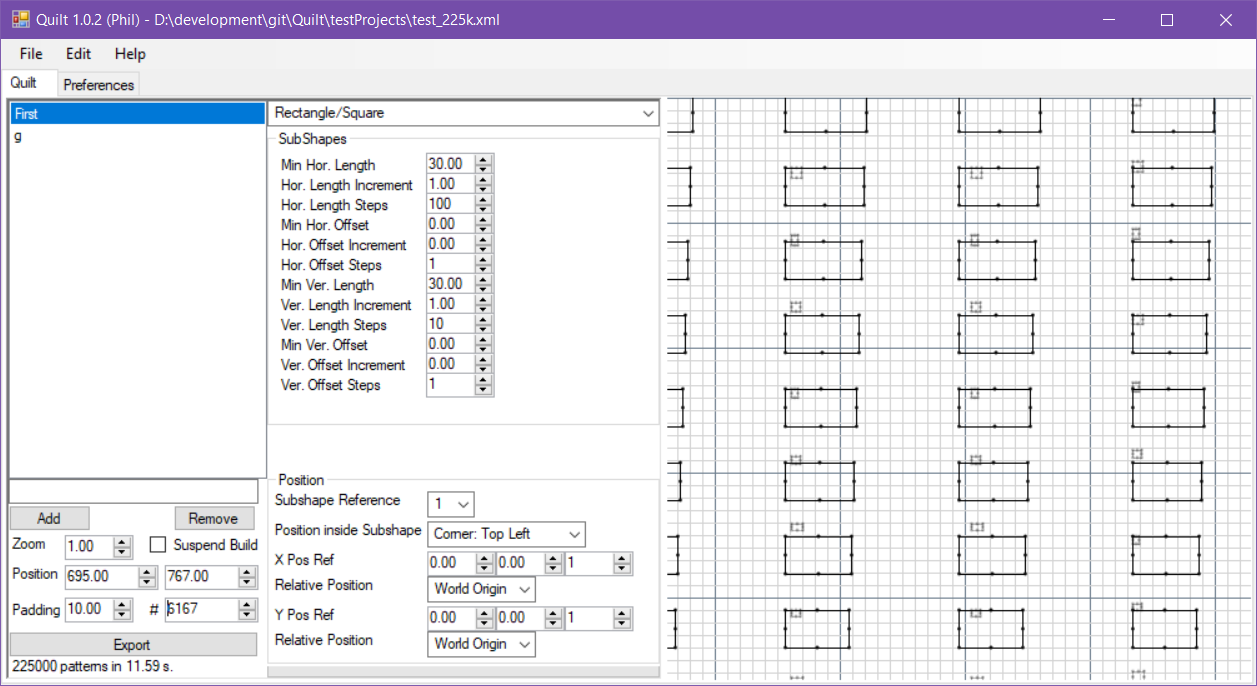 Quilt 1.0.2 (Phil) - D:\development\git\Quilt\testProjects\test_225k.xml
File Edit Help
Quilt Preferences
First
g
Rectangle/Square
SubShapes
Min Hor. Length 30.00
Hor. Length Increment 1.00
Hor. Length Steps 100
Min Hor. Offset 0.00
Hor. Offset Increment 0.00
Hor. Offset Steps 1
Min Ver. Length 30.00
Ver. Length Increment 1.00
Ver. Length Steps 10
Min Ver. Offset 0.00
Ver. Offset Increment 0.00
Ver. Offset Steps 1
Position
Subshape Reference 1
Position inside Subshape Corner: Top Left
X Pos Ref 0.00 0.00 1
Relative Position World Origin
Y Pos Ref 0.00 0.00 1
Relative Position World Origin
Add Remove
Zoom 1.00 Suspend Build
Position 695.00 767.00
Padding 10.00 # 6167
Export
225000 patterns in 11.59 s.